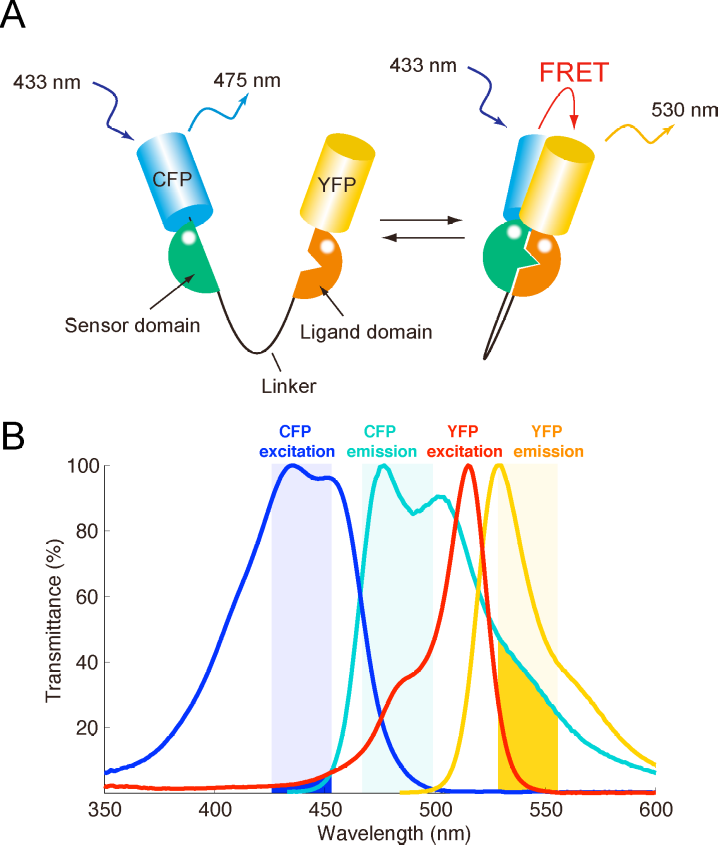 A
433 nm
475 nm
433 nm
FRET
530 nm
CFP
YFP
Sensor domain
Ligand domain
Linker
B
CFP excitation
CFP emission
YFP excitation
YFP emission
Transmittance (%)
100
80
60
40
20
350 400 450 500 550 600
Wavelength (nm)